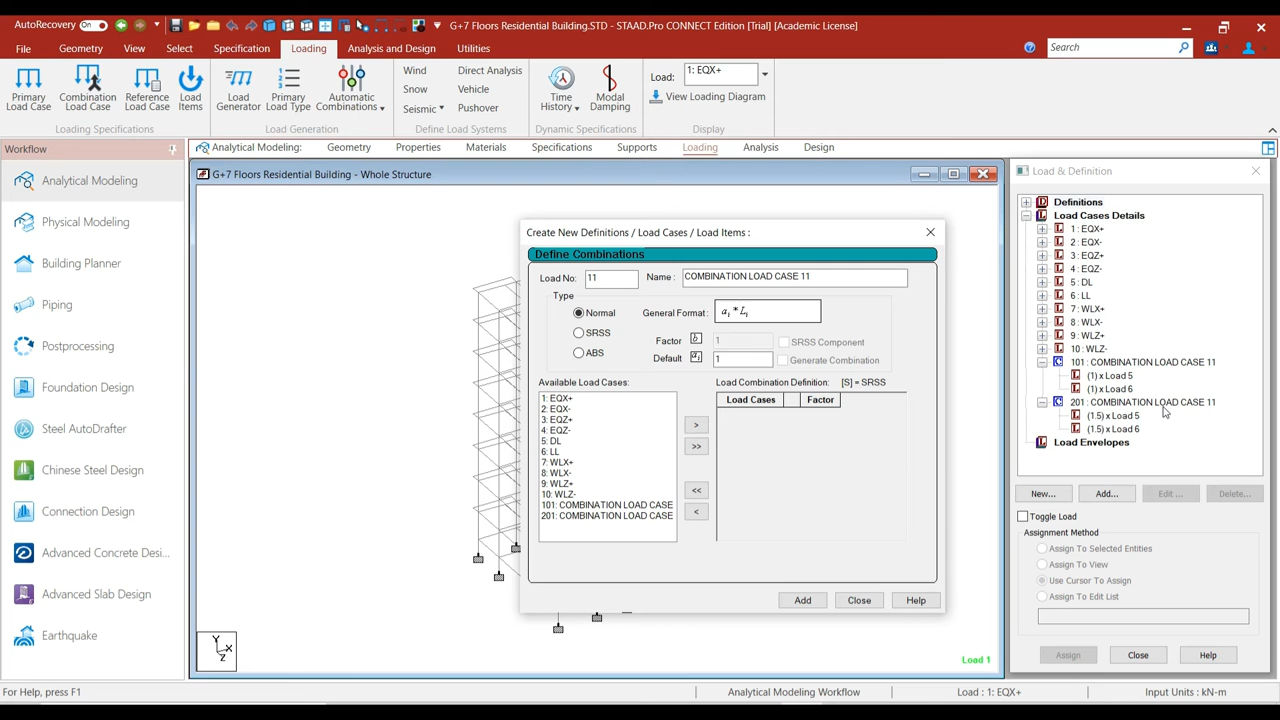 AutoRecovery On
G+7 Floors Residential Building.STD - STAAD.Pro CONNECT Edition [Trial] [Academic License]
File Geometry View Select Specification Loading Analysis and Design Utilities
Search
Primary Load Case
Combination Load Case
Reference Load Case
Load Items
Loading Specifications
Load Generator
Primary Load Type
Automatic Combinations
Load Generation
Wind Direct Analysis
Snow Vehicle
Seismic Pushover
Define Load Systems
Time History
Modal Damping
Dynamic Specifications
Load: 1: EQX+
View Loading Diagram
Display
Workflow
Analytical Modeling
Physical Modeling
Building Planner
Piping
Postprocessing
Foundation Design
Steel AutoDrafter
Chinese Steel Design
Connection Design
Advanced Concrete Desi...
Advanced Slab Design
Earthquake
Analytical Modeling: Geometry Properties Materials Specifications Supports Loading Analysis Design
G+7 Floors Residential Building - Whole Structure
Create New Definitions / Load Cases / Load Items :
Define Combinations
Load No: 11 Name : COMBINATION LOAD CASE 11
Type
Normal General Format: ai * Li
SRSS Factor b 1 SRSS Component
ABS Default ai 1 Generate Combination
Available Load Cases:
1: EQX+
2: EQX-
3: EQZ+
4: EQZ-
5: DL
6: LL
7: WLX+
8: WLX-
9: WLZ+
10: WLZ-
101: COMBINATION LOAD CASE
201: COMBINATION LOAD CASE
>
>>
<<
<
Load Combination Definition: [S] = SRSS
Load Cases Factor
Add Close Help
Y
X
Z
Load 1
Load & Definition
Definitions
Load Cases Details
1 : EQX+
2 : EQX-
3 : EQZ+
4 : EQZ-
5 : DL
6 : LL
7 : WLX+
8 : WLX-
9 : WLZ+
10 : WLZ-
101 : COMBINATION LOAD CASE 11
(1) x Load 5
(1) x Load 6
201 : COMBINATION LOAD CASE 11
(1.5) x Load 5
(1.5) x Load 6
Load Envelopes
New... Add... Edit ... Delete...
Toggle Load
Assignment Method
Assign To Selected Entities
Assign To View
Use Cursor To Assign
Assign To Edit List
Assign Close Help
For Help, press F1
Analytical Modeling Workflow
Load : 1: EQX+
Input Units : kN-m